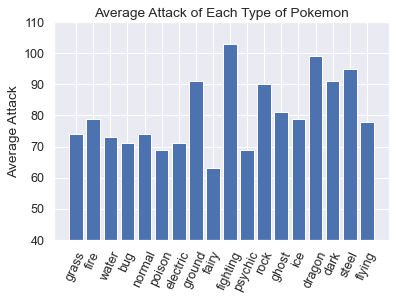 Average Attack of Each Type of Pokemon
Average Attack
110
100
90
80
70
60
50
40
grass
fire
water
bug
normal
poison
electric
ground
fairy
fighting
psychic
rock
ghost
ice
dragon
dark
steel
flying